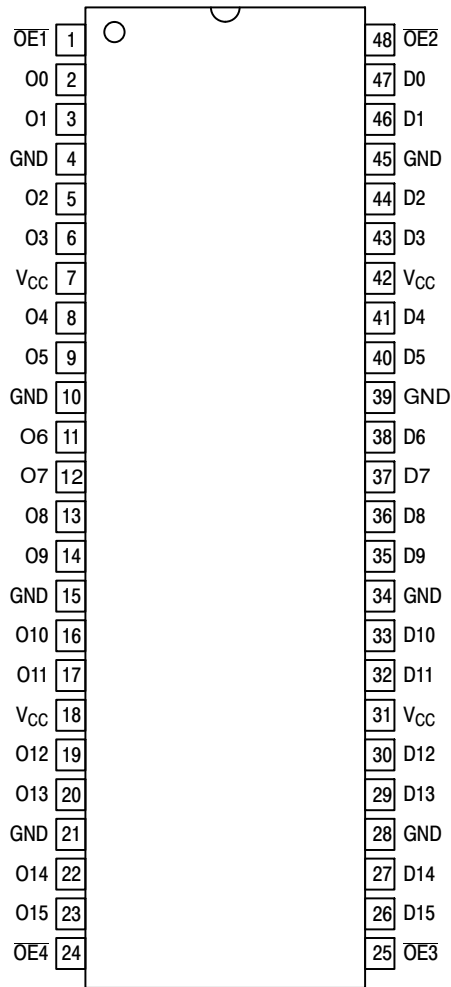 O̅E̅1̅ 1 48 O̅E̅2̅
O0 2 47 D0
O1 3 46 D1
GND 4 45 GND
O2 5 44 D2
O3 6 43 D3
VCC 7 42 VCC
O4 8 41 D4
O5 9 40 D5
GND 10 39 GND
O6 11 38 D6
O7 12 37 D7
O8 13 36 D8
O9 14 35 D9
GND 15 34 GND
O10 16 33 D10
O11 17 32 D11
VCC 18 31 VCC
O12 19 30 D12
O13 20 29 D13
GND 21 28 GND
O14 22 27 D14
O15 23 26 D15
O̅E̅4̅ 24 25 O̅E̅3̅